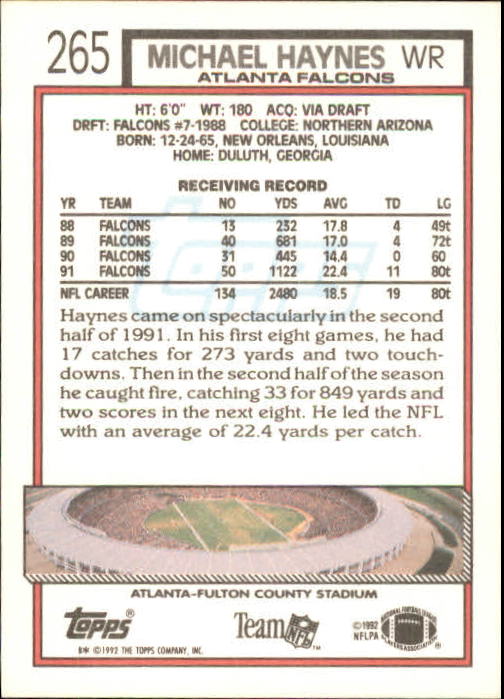 265 MICHAEL HAYNES WR
ATLANTA FALCONS
HT: 6'0" WT: 180 ACQ: VIA DRAFT
DRFT: FALCONS #7-1988 COLLEGE: NORTHERN ARIZONA
BORN: 12-24-65, NEW ORLEANS, LOUISIANA
HOME: DULUTH, GEORGIA
RECEIVING RECORD
YR TEAM NO YDS AVG TD LG
88 FALCONS 13 232 17.8 4 49t
89 FALCONS 40 681 17.0 4 72t
90 FALCONS 31 445 14.4 0 60
91 FALCONS 50 1122 22.4 11 80t
NFL CAREER 134 2480 18.5 19 80t
Topps
Haynes came on spectacularly in the second
half of 1991. In his first eight games, he had
17 catches for 273 yards and two touch-
downs. Then in the second half of the season
he caught fire, catching 33 for 849 yards and
two scores in the next eight. He led the NFL
with an average of 22.4 yards per catch.
ATLANTA-FULTON COUNTY STADIUM
TOPPS® Team NFL™ ©1992
NFLPA
B* ©1992 THE TOPPS COMPANY, INC.